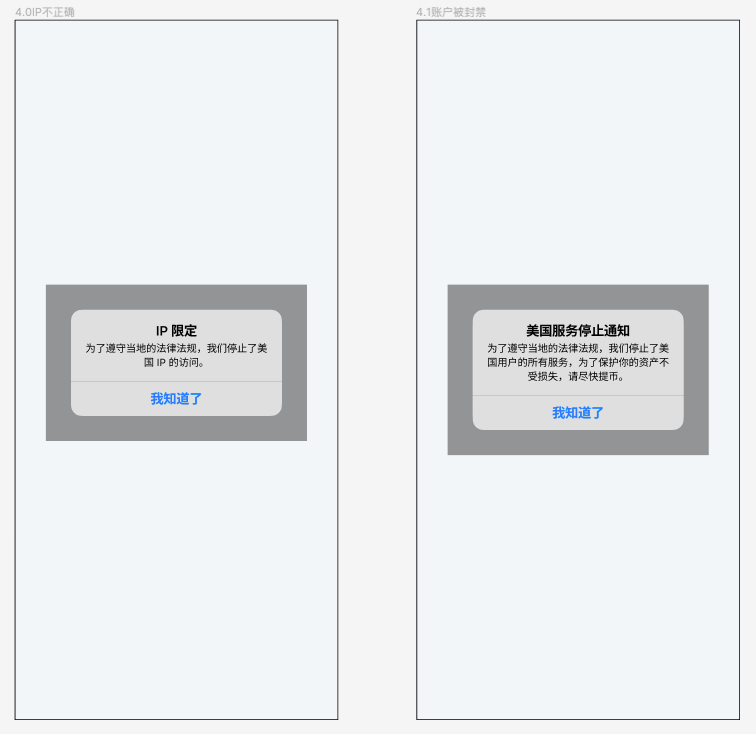 4.0IP不正确
IP 限定
为了遵守当地的法律法规，我们停止了美
国 IP 的访问。
我知道了
4.1账户被封禁
美国服务停止通知
为了遵守当地的法律法规，我们停止了美
国用户的所有服务，为了保护你的资产不
受损失，请尽快提币。
我知道了